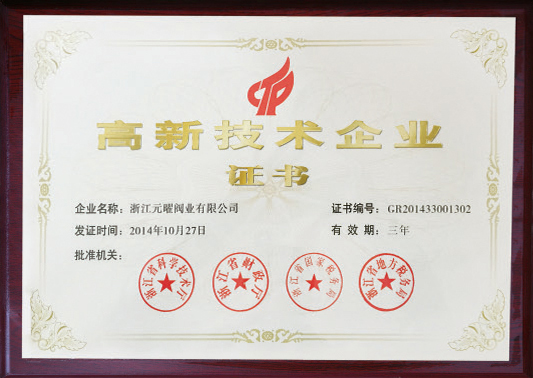 高新技术企业
证书
企业名称：浙江元曜阀业有限公司 证书编号：GR201433001302
发证时间：2014年10月27日 有 效 期：三年
批准机关：
浙江省科学技术厅
浙江省财政厅
浙江省国家税务局
浙江省地方税务局